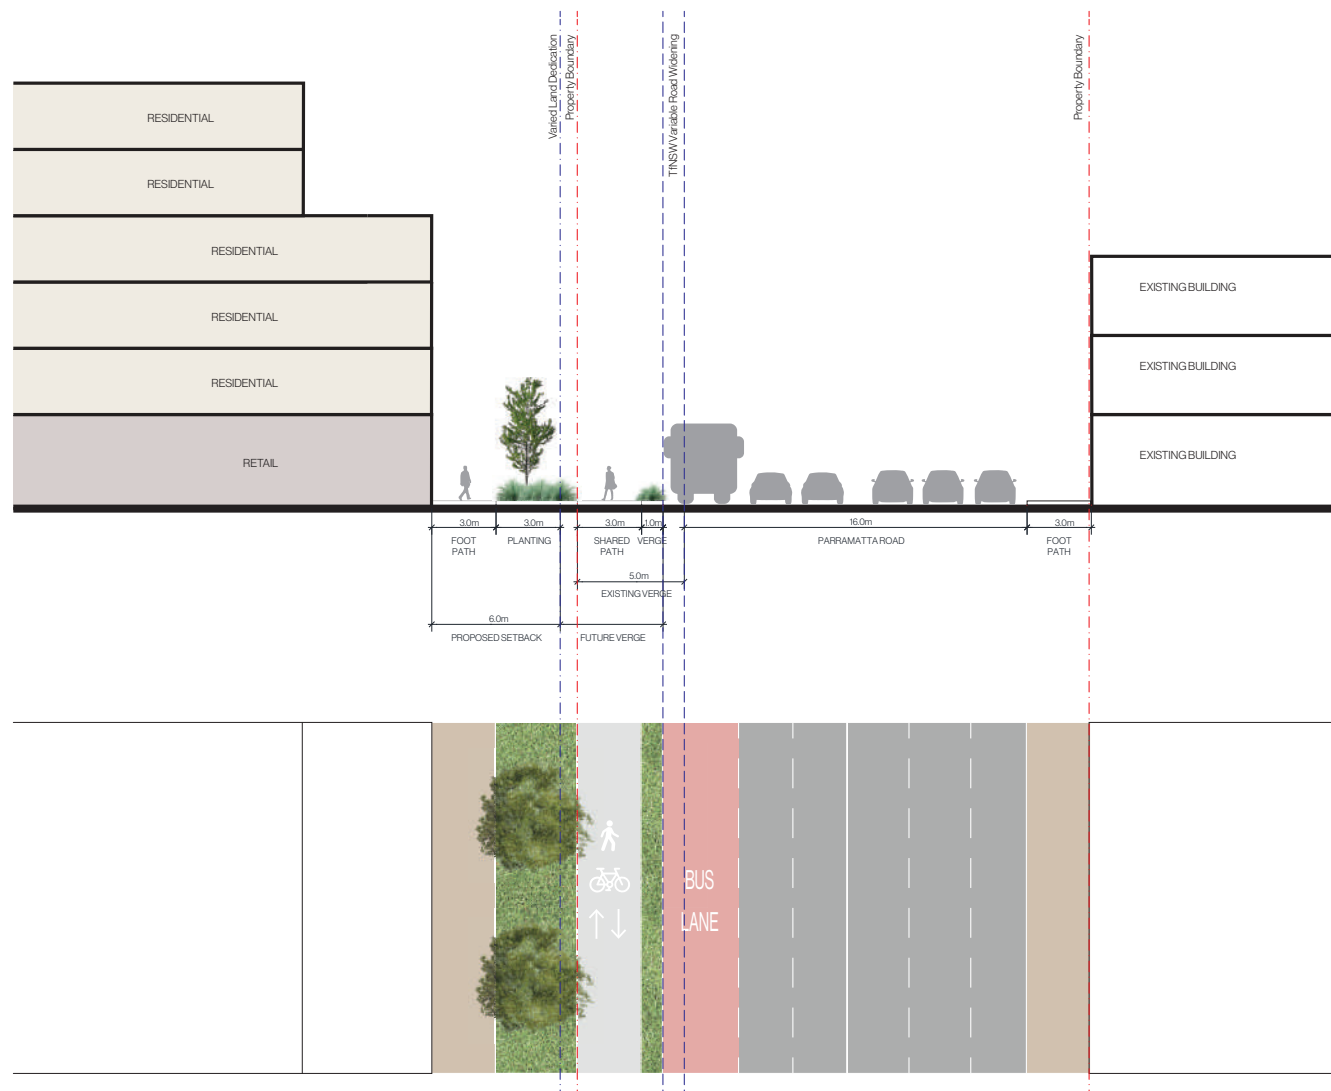 Varied Land Dedication
Property Boundary
TfNSW Variable Road Widening
Property Boundary
RESIDENTIAL
RESIDENTIAL
RESIDENTIAL
RESIDENTIAL
RESIDENTIAL
RETAIL
EXISTING BUILDING
EXISTING BUILDING
EXISTING BUILDING
3.0m
3.0m
3.0m
1.0m
16.0m
3.0m
FOOT
PATH
PLANTING
SHARED
PATH
VERGE
PARRAMATTA ROAD
FOOT
PATH
5.0m
EXISTING VERGE
6.0m
PROPOSED SETBACK
FUTURE VERGE
BUS
LANE